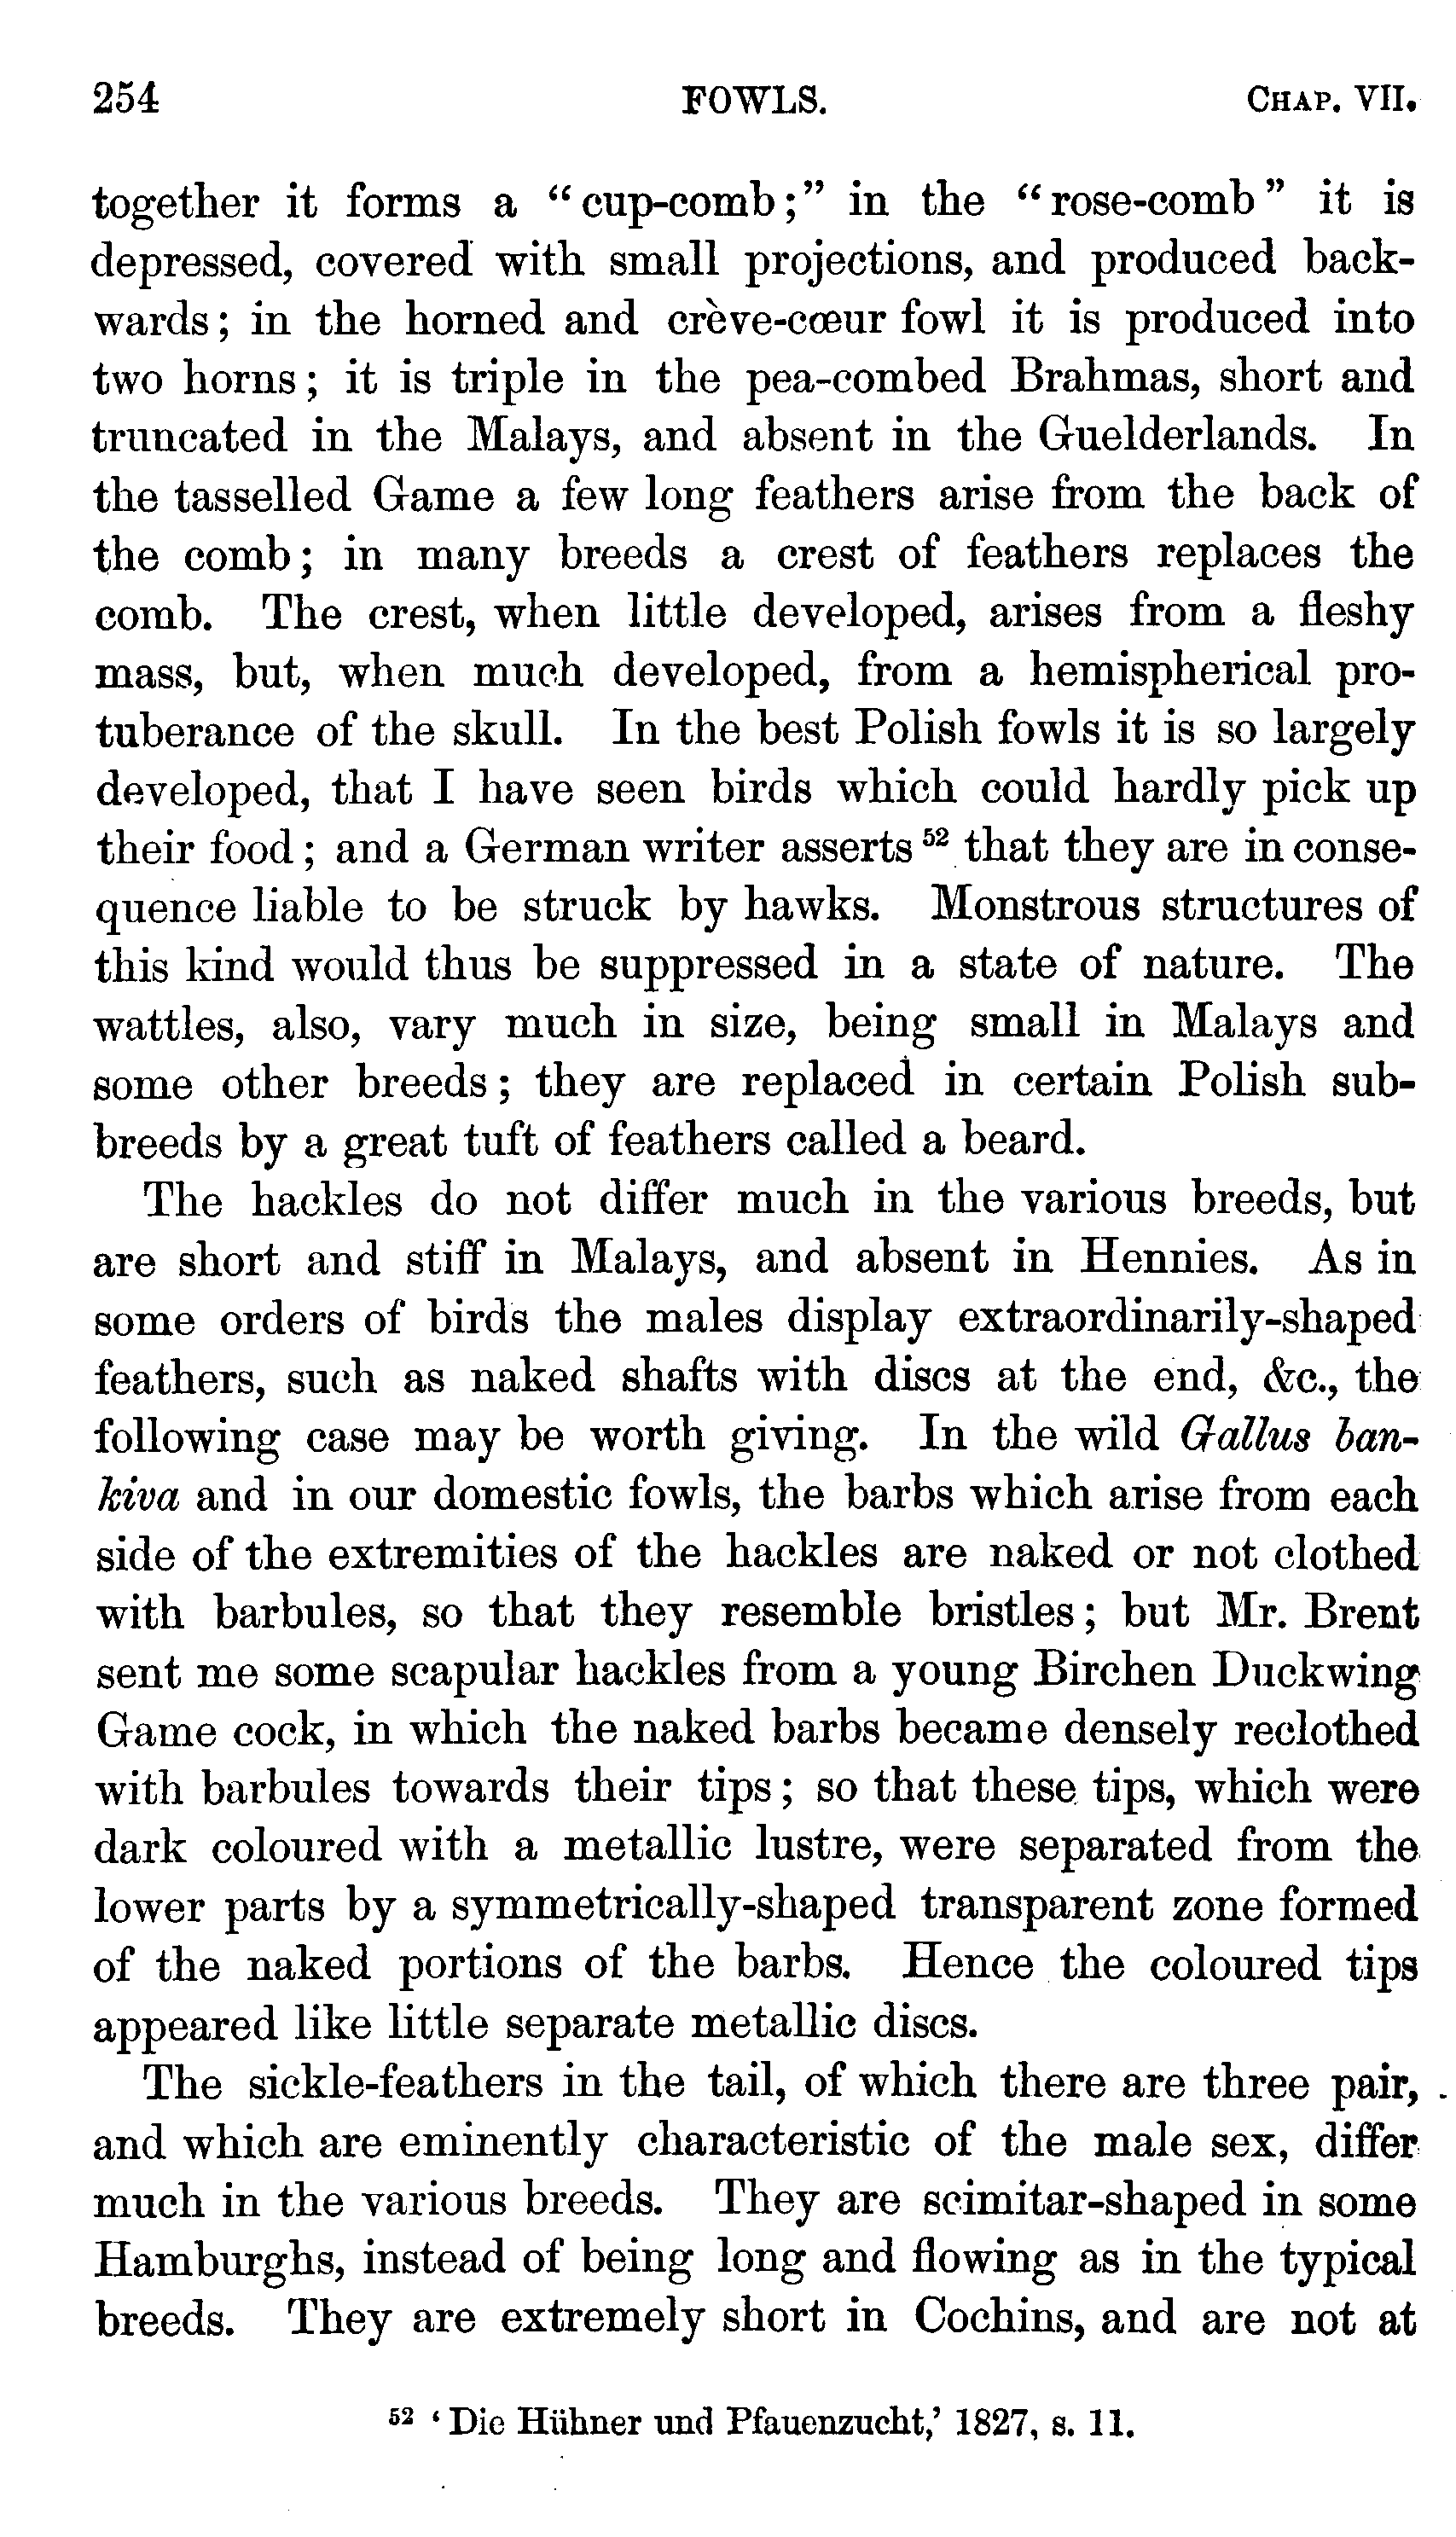 254 FOWLS. CHAP. VII.
together it forms a “cup-comb;” in the “rose-comb” it is
depressed, covered with small projections, and produced back-
wards; in the horned and crève-cœur fowl it is produced into
two horns; it is triple in the pea-combed Brahmas, short and
truncated in the Malays, and absent in the Guelderlands. In
the tasselled Game a few long feathers arise from the back of
the comb; in many breeds a crest of feathers replaces the
comb. The crest, when little developed, arises from a fleshy
mass, but, when much developed, from a hemispherical pro-
tuberance of the skull. In the best Polish fowls it is so largely
developed, that I have seen birds which could hardly pick up
their food; and a German writer asserts 52 that they are in conse-
quence liable to be struck by hawks. Monstrous structures of
this kind would thus be suppressed in a state of nature. The
wattles, also, vary much in size, being small in Malays and
some other breeds; they are replaced in certain Polish sub-
breeds by a great tuft of feathers called a beard.
The hackles do not differ much in the various breeds, but
are short and stiff in Malays, and absent in Hennies. As in
some orders of birds the males display extraordinarily-shaped
feathers, such as naked shafts with discs at the end, &c., the
following case may be worth giving. In the wild Gallus ban-
kiva and in our domestic fowls, the barbs which arise from each
side of the extremities of the hackles are naked or not clothed
with barbules, so that they resemble bristles; but Mr. Brent
sent me some scapular hackles from a young Birchen Duckwing
Game cock, in which the naked barbs became densely reclothed
with barbules towards their tips; so that these tips, which were
dark coloured with a metallic lustre, were separated from the
lower parts by a symmetrically-shaped transparent zone formed
of the naked portions of the barbs. Hence the coloured tips
appeared like little separate metallic discs.
The sickle-feathers in the tail, of which there are three pair,
and which are eminently characteristic of the male sex, differ
much in the various breeds. They are scimitar-shaped in some
Hamburghs, instead of being long and flowing as in the typical
breeds. They are extremely short in Cochins, and are not at
52 ‘Die Hühner und Pfauenzucht,’ 1827, s. 11.